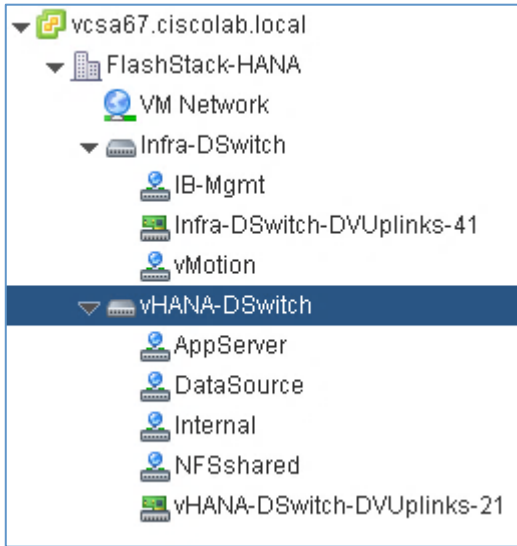 vcsa67.ciscolab.local
FlashStack-HANA
VM Network
Infra-DSwitch
IB-Mgmt
Infra-DSwitch-DVUplinks-41
vMotion
vHANA-DSwitch
AppServer
DataSource
Internal
NFSshared
vHANA-DSwitch-DVUplinks-21